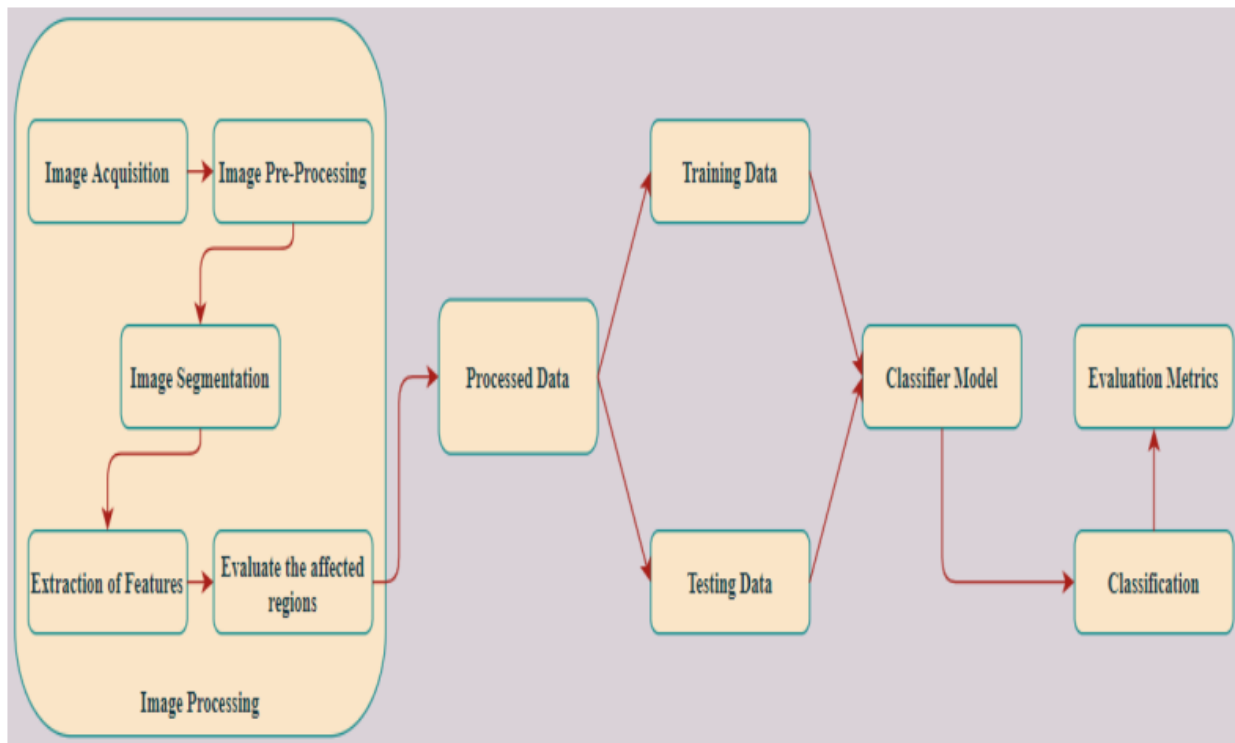 Image Acquisition
Image Pre-Processing
Image Segmentation
Extraction of Features
Evaluate the affected
regions
Image Processing
Processed Data
Training Data
Testing Data
Classifier Model
Classification
Evaluation Metrics